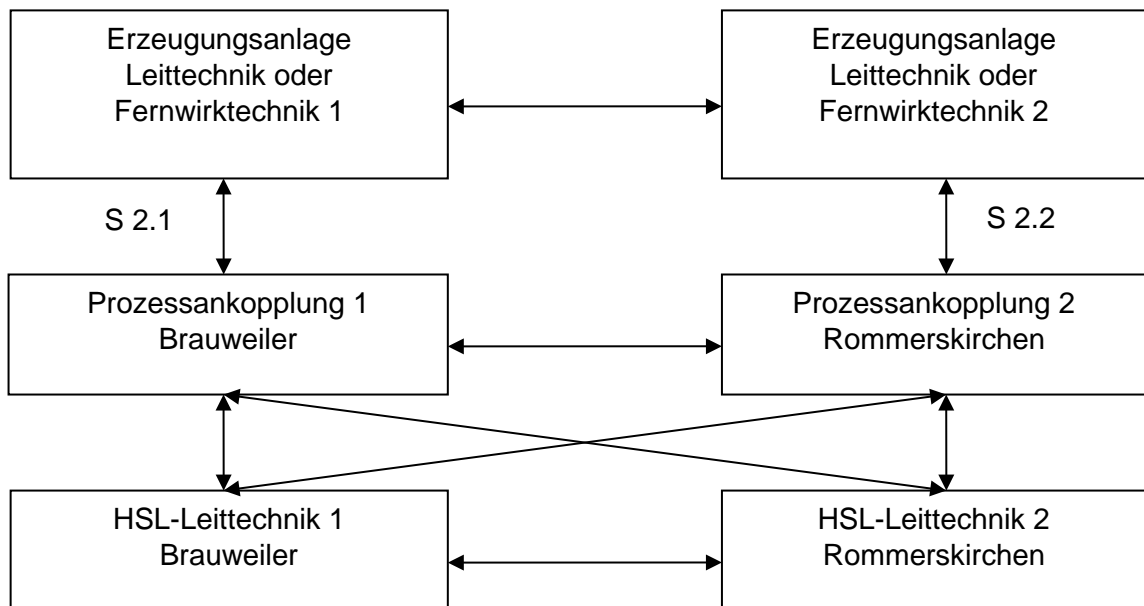 Erzeugungsanlage
Leittechnik oder
Fernwirktechnik 1
Erzeugungsanlage
Leittechnik oder
Fernwirktechnik 2
S 2.1
S 2.2
Prozessankopplung 1
Brauweiler
Prozessankopplung 2
Rommerskirchen
HSL-Leittechnik 1
Brauweiler
HSL-Leittechnik 2
Rommerskirchen